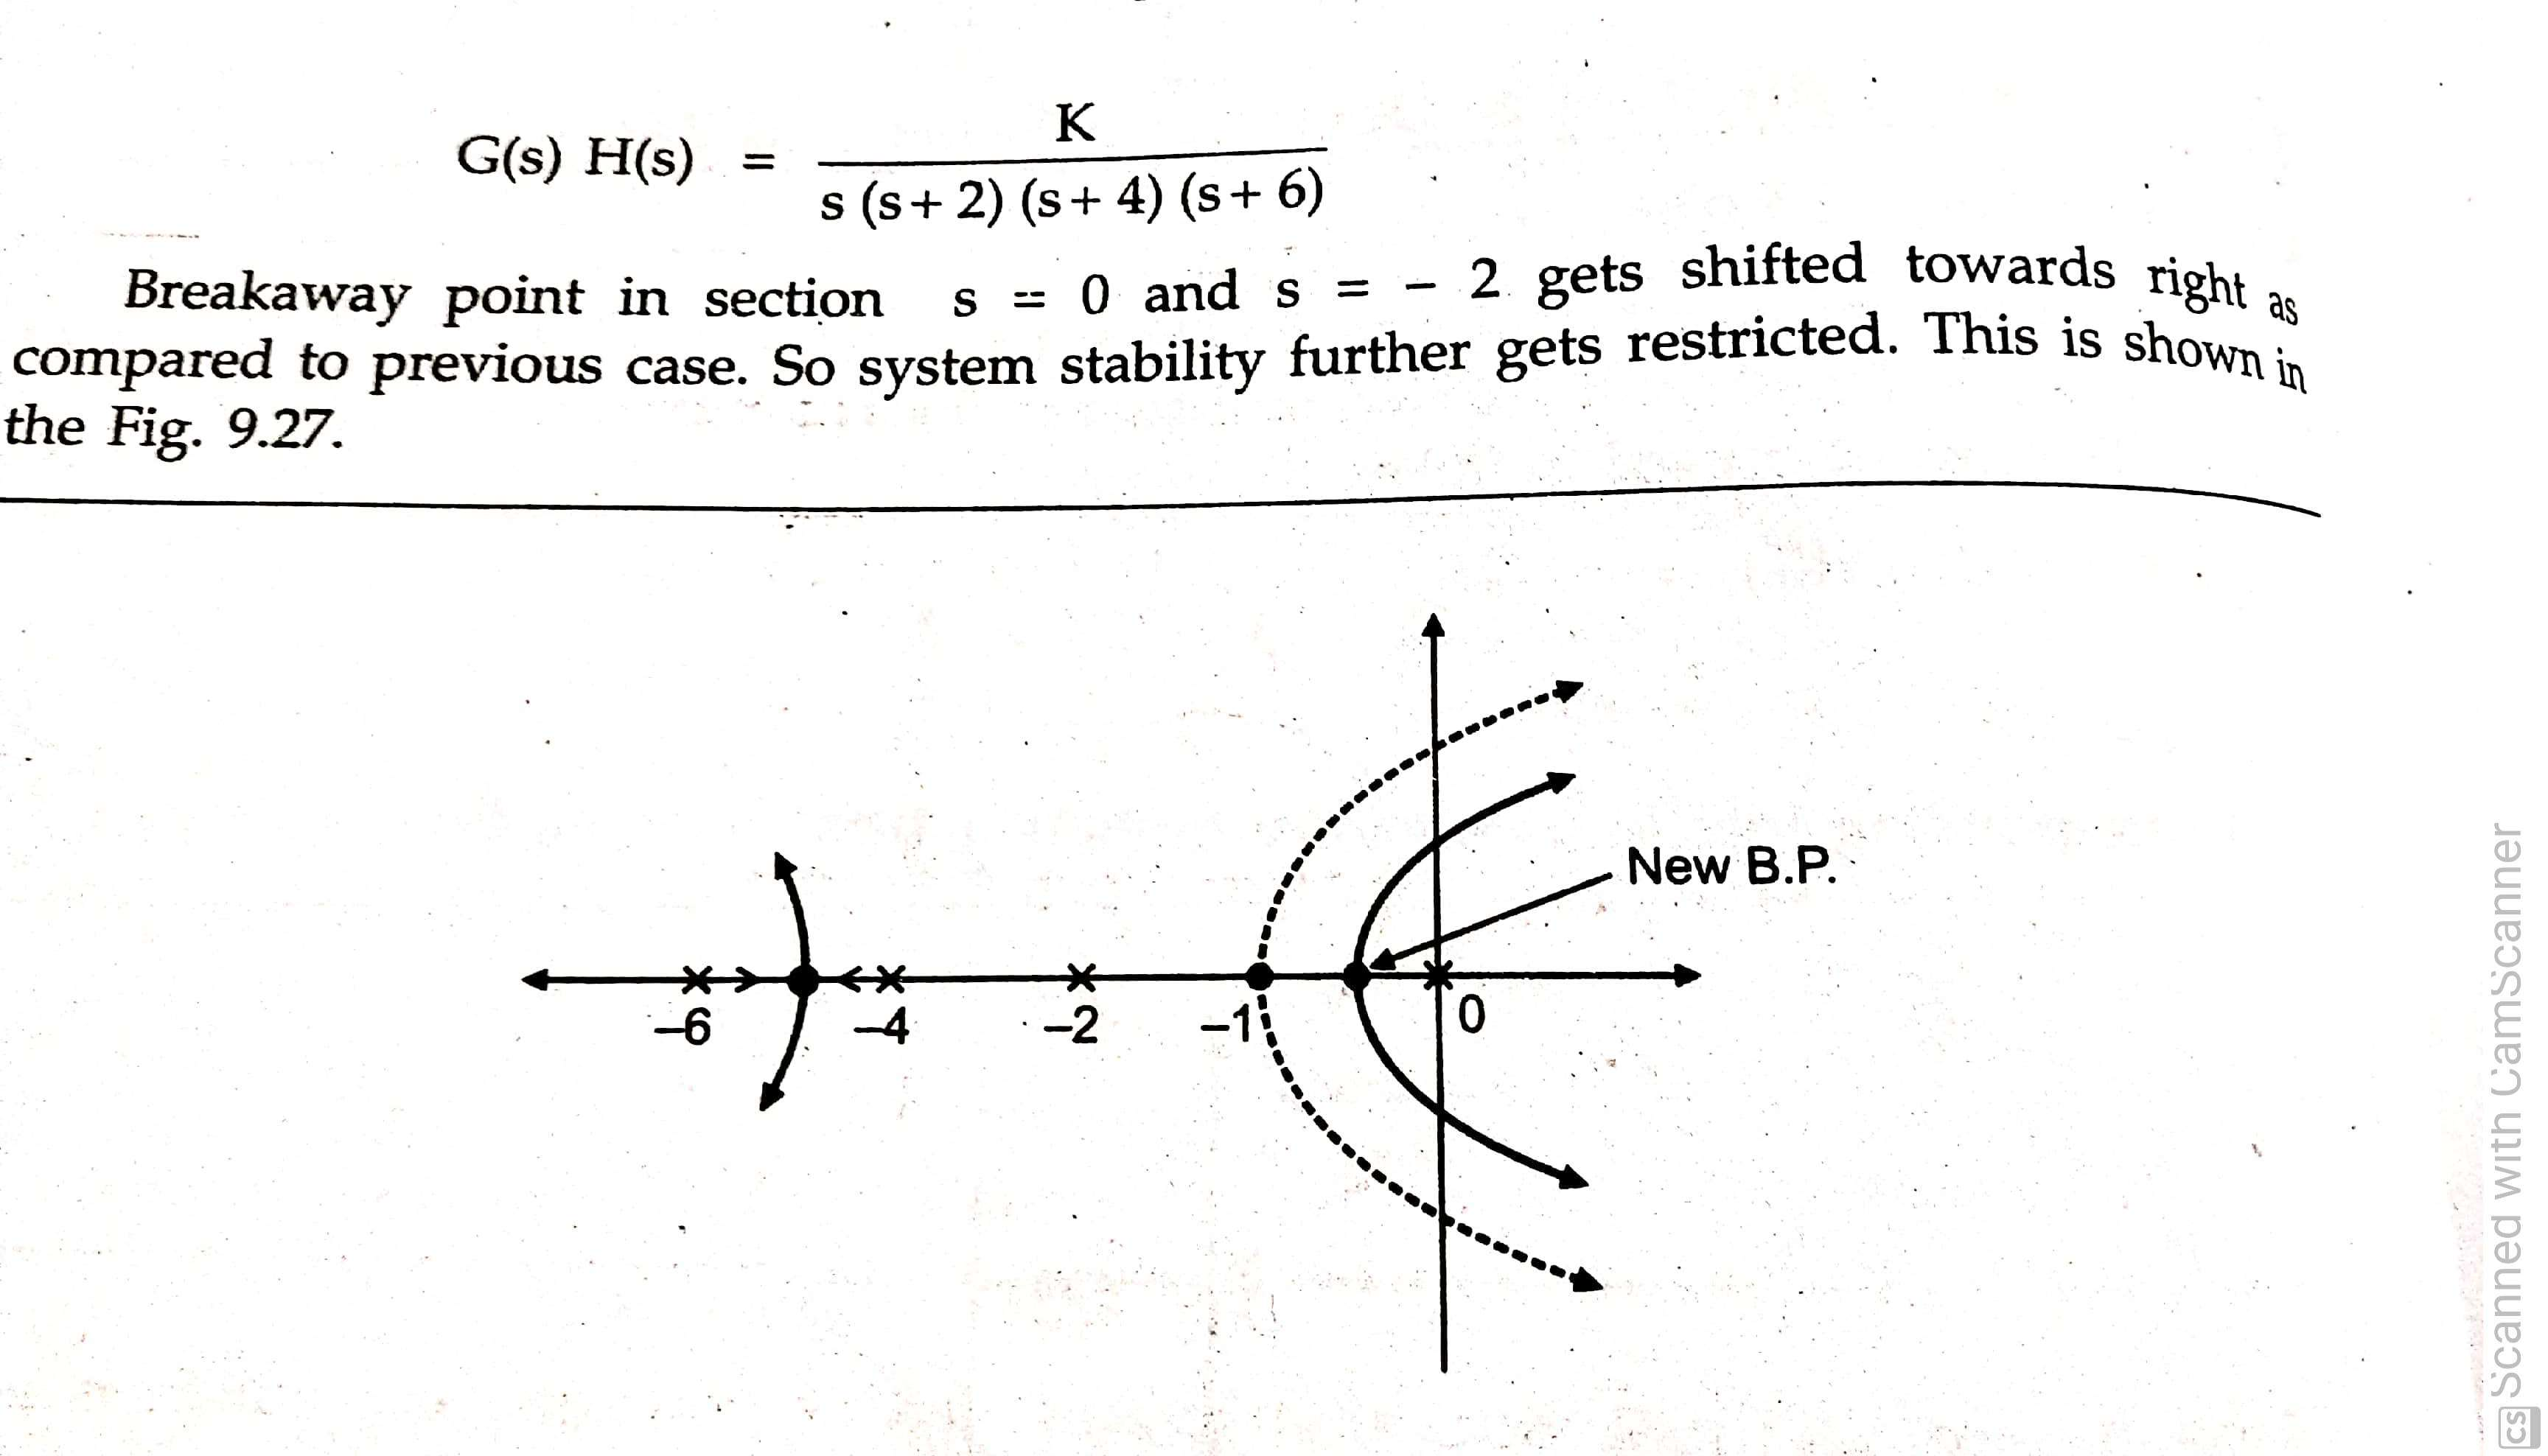 G(s) H(s) = K
s (s + 2) (s + 4) (s + 6)
Breakaway point in section s = 0 and s = – 2 gets shifted towards right as
compared to previous case. So system stability further gets restricted. This is shown in
the Fig. 9.27.
New B.P.
–6 –4 –2 –1 0
CS Scanned with CamScanner